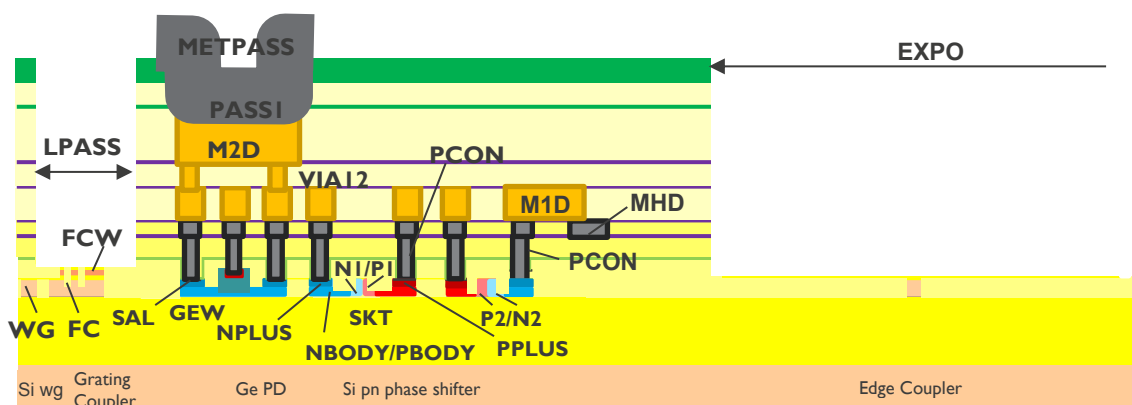 METPASS
EXPO
PASS1
LPASS
M2D
PCON
VIA12
M1D
MHD
FCW
PCON
N1/P1
WG
FC
SAL
GEW
NPLUS
SKT
P2/N2
NBODY/PBODY
PPLUS
Si wg
Grating
Coupler
Ge PD
Si pn phase shifter
Edge Coupler